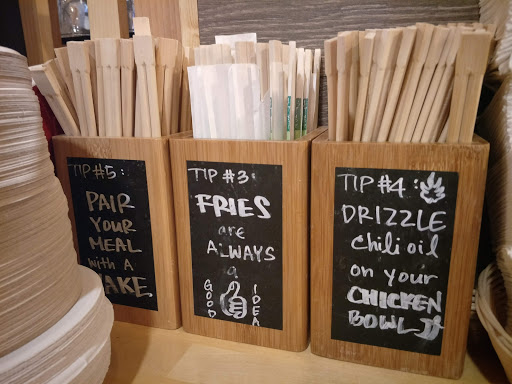 TIP #5:
PAIR
YOUR
MEAL
with A
TIP #3:
FRIES
are
ALWAYS
a
GOOD
IDEA
TIP #4:
DRIZZLE
chili oil
on your
CHICKEN
BOWL